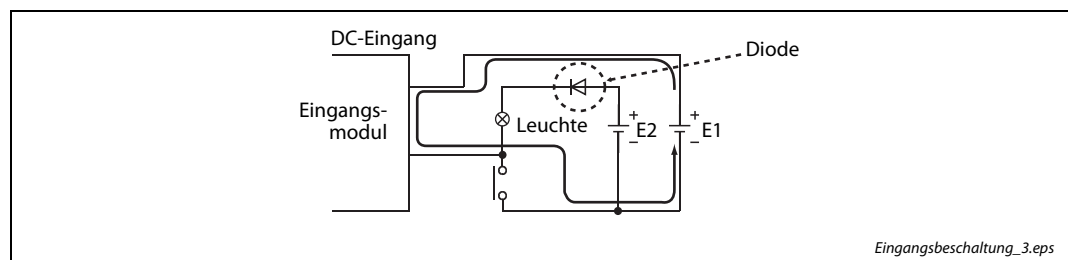 DC-Eingang
Diode
Eingangs-
modul
Leuchte
+
E2
–
+
E1
–
Eingangsbeschaltung_3.eps